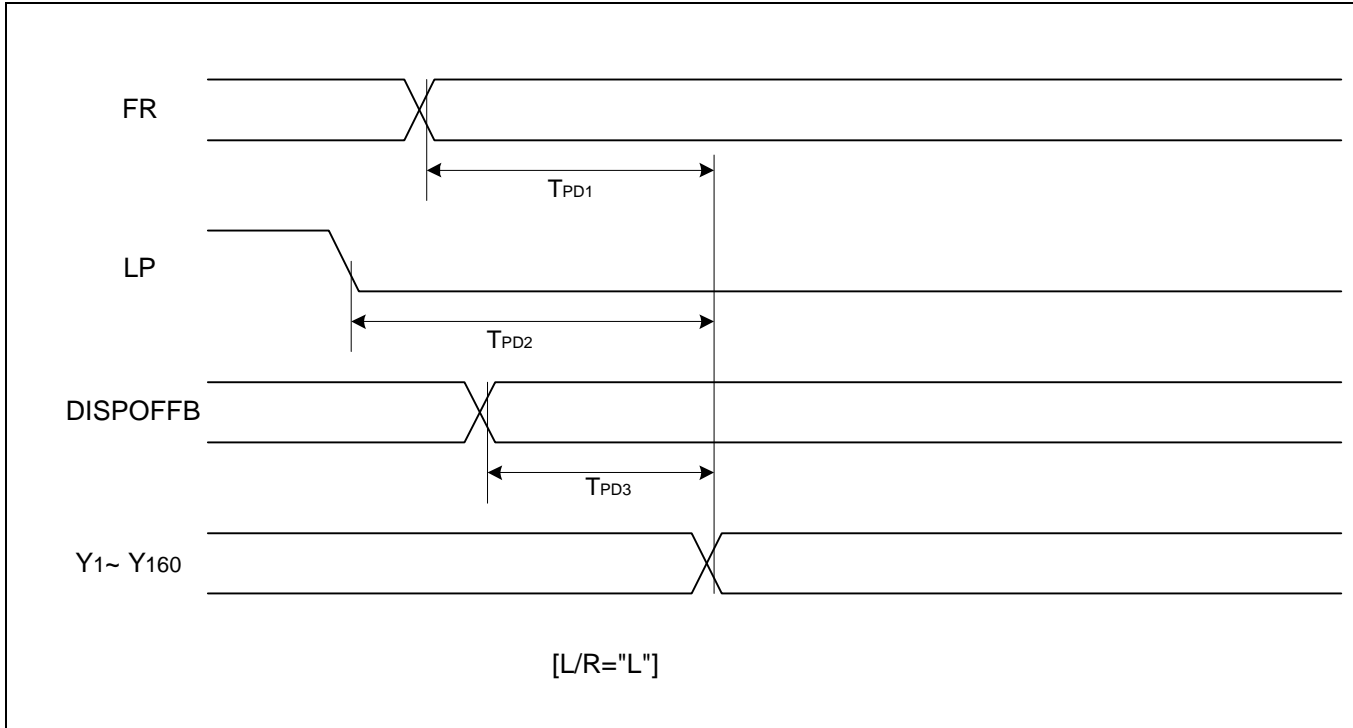 FR
TPD1
LP
TPD2
DISPOFFB
TPD3
Y1~ Y160
[L/R="L"]